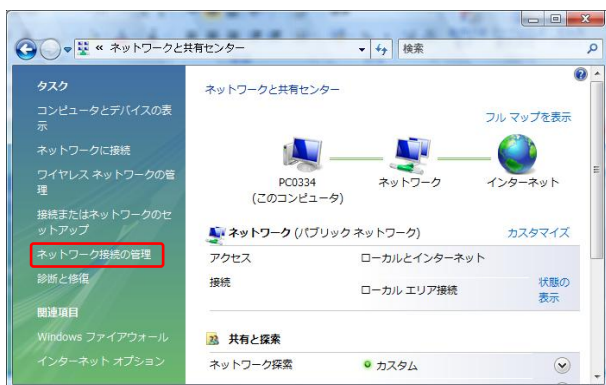 « ネットワークと共有センター
検索
タスク
コンピュータとデバイスの表
示
ネットワークに接続
ワイヤレス ネットワークの管
理
接続またはネットワークのセ
ットアップ
ネットワーク接続の管理
診断と修復
関連項目
Windows ファイアウォール
インターネット オプション
ネットワークと共有センター
フル マップを表示
PC0334
(このコンピュータ)
ネットワーク
インターネット
ネットワーク (パブリック ネットワーク)
カスタマイズ
アクセス
ローカルとインターネット
接続
ローカル エリア接続
状態の
表示
共有と探索
ネットワーク探索
カスタム